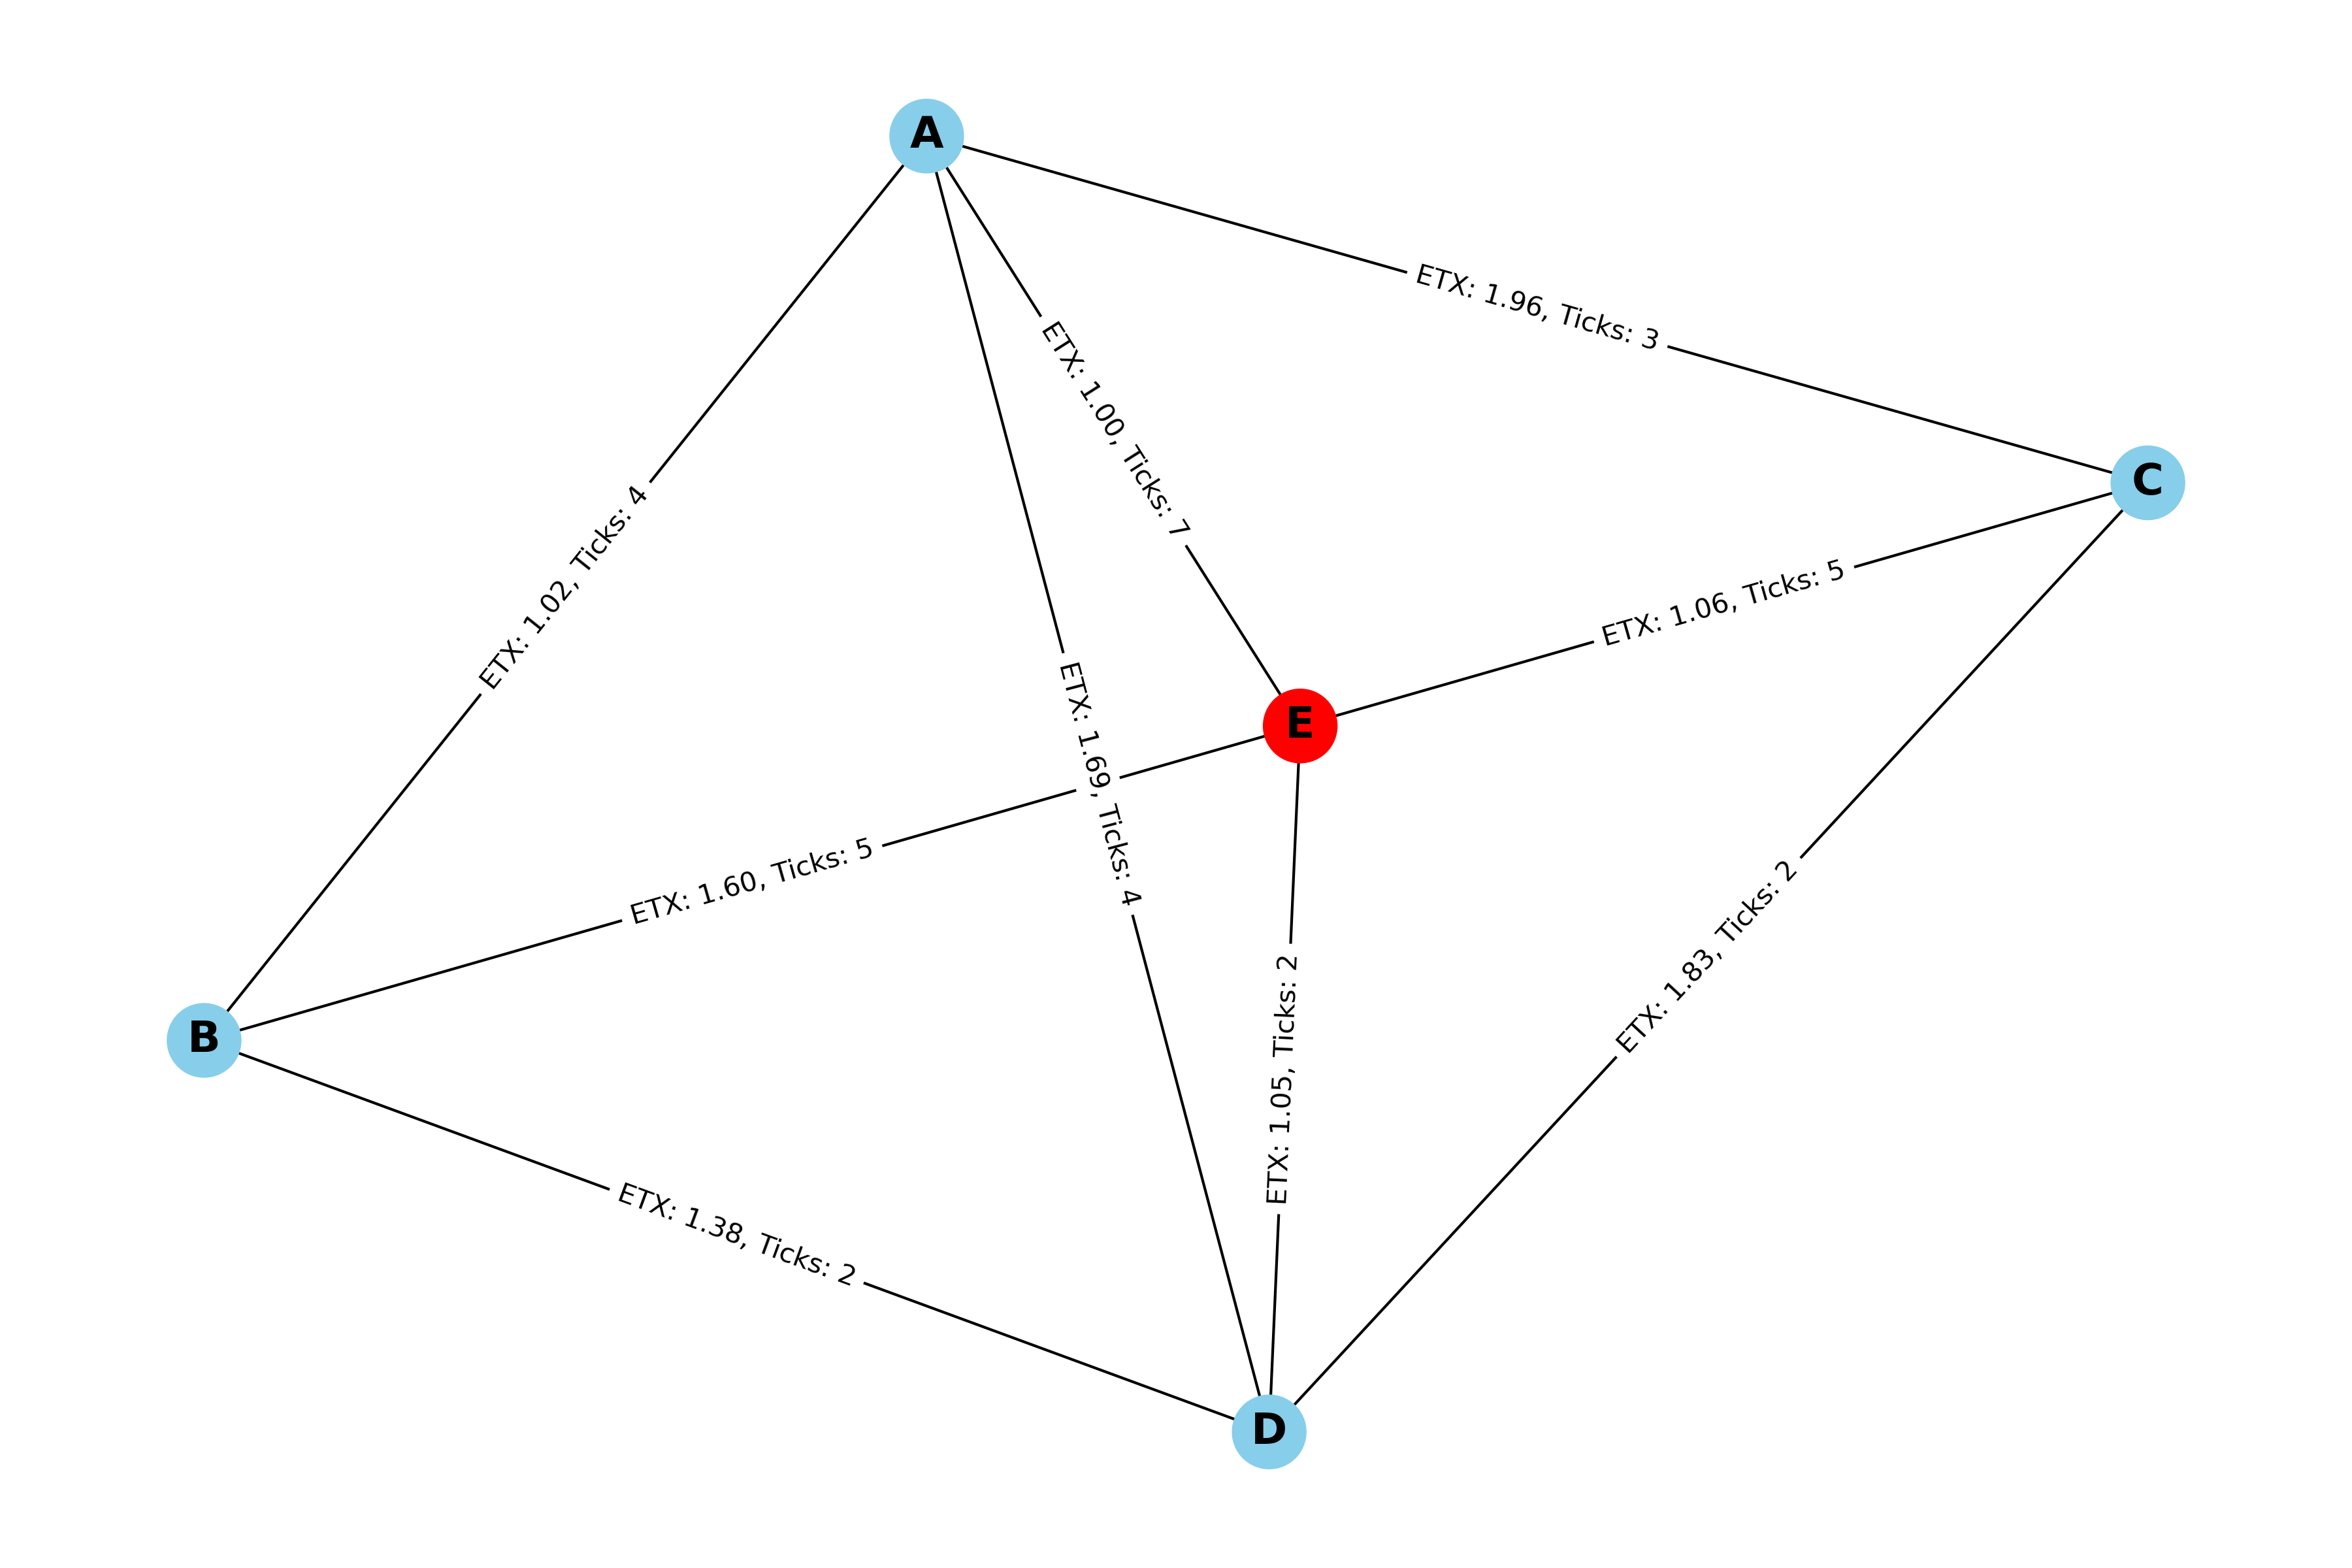 A
ETX: 1.96, Ticks: 3
ETX: 1.00, Ticks: 7
C
ETX: 1.02, Ticks: 4
ETX: 1.06, Ticks: 5
E
ETX: 1.69, Ticks: 4
ETX: 1.60, Ticks: 5
ETX: 1.83, Ticks: 2
B
ETX: 1.05, Ticks: 2
ETX: 1.38, Ticks: 2
D